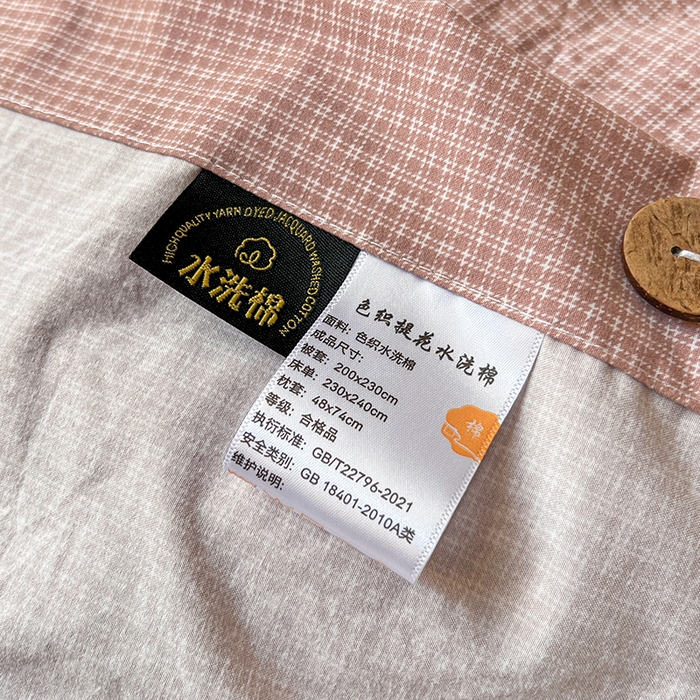 HIGHQUALITY YARN DYED JACQUARD WASHED COTTON
水洗棉
色织提花水洗棉
面料: 色织水洗棉
成品尺寸:
被套: 200x230cm
床单: 230x240cm
枕套: 48x74cm
等级: 合格品
执衍标准: GB/T22796-2021
安全类别: GB 18401-2010A类
维护说明:
棉